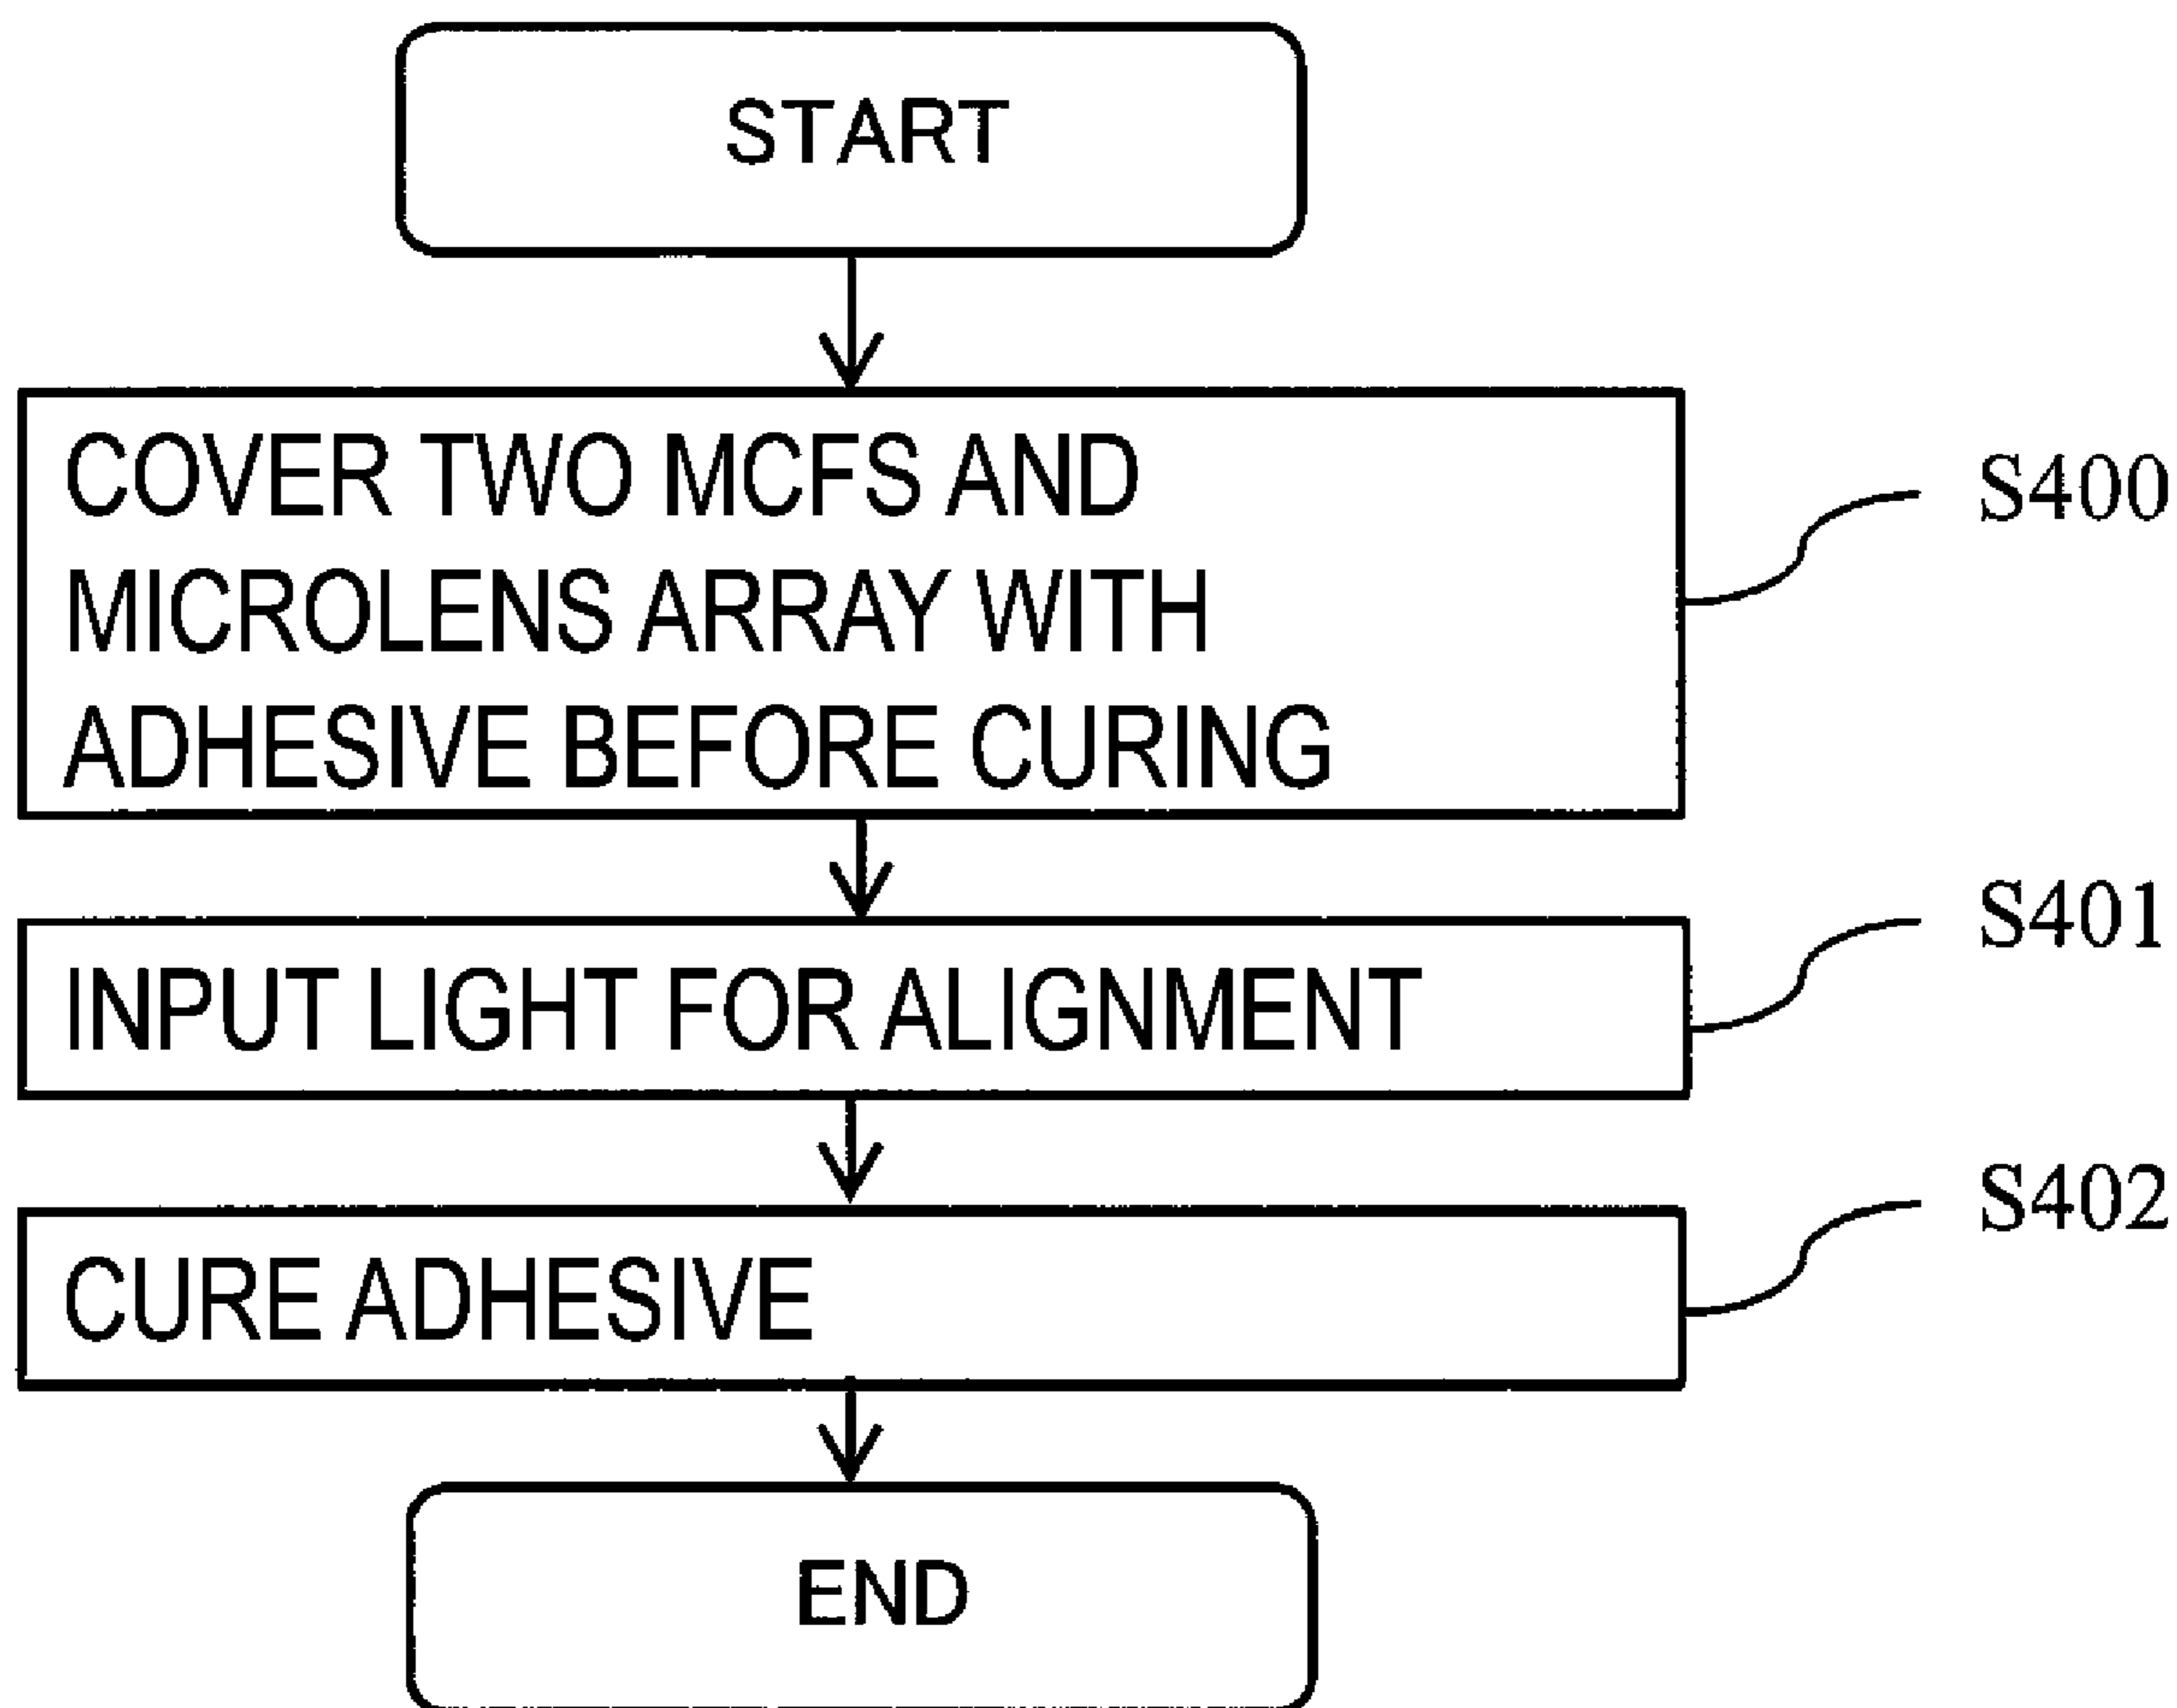 START
COVER TWO MCFS AND
MICROLENS ARRAY WITH
ADHESIVE BEFORE CURING
S400
INPUT LIGHT FOR ALIGNMENT
S401
CURE ADHESIVE
S402
END